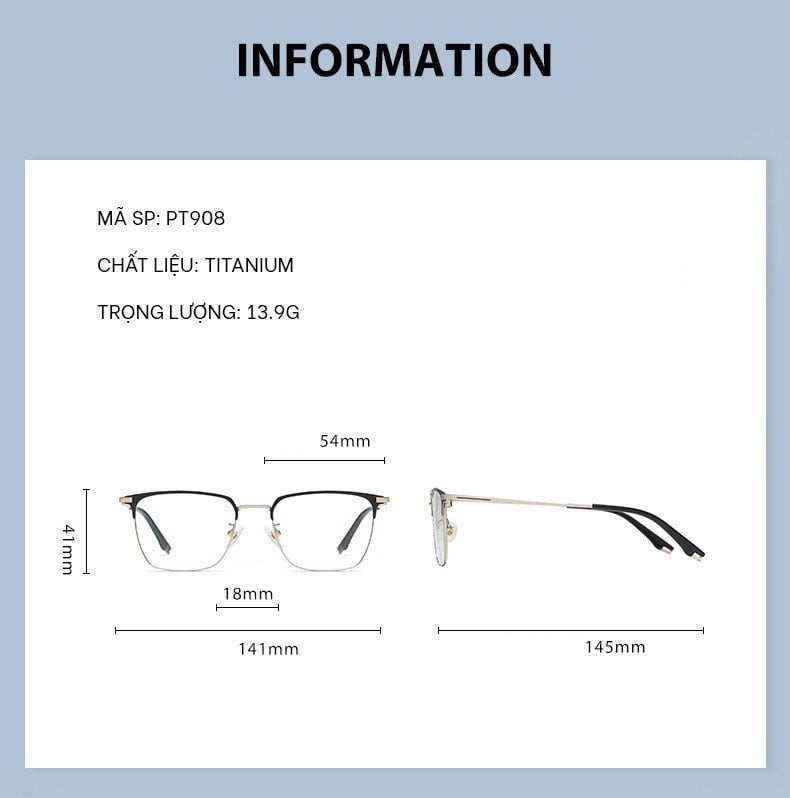 INFORMATION
MÃ SP: PT908
CHẤT LIỆU: TITANIUM
TRỌNG LƯỢNG: 13.9G
54mm
41mm
18mm
141mm
145mm